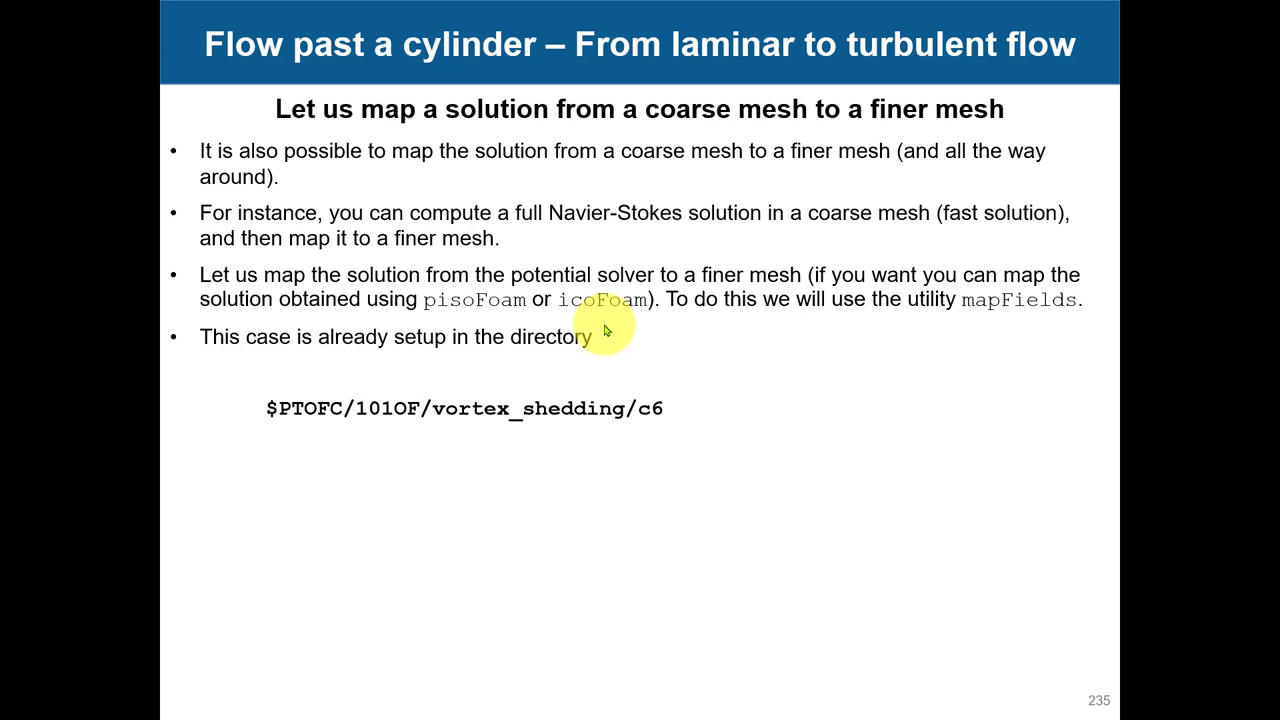 Flow past a cylinder – From laminar to turbulent flow
Let us map a solution from a coarse mesh to a finer mesh
• It is also possible to map the solution from a coarse mesh to a finer mesh (and all the way
around).
• For instance, you can compute a full Navier-Stokes solution in a coarse mesh (fast solution),
and then map it to a finer mesh.
• Let us map the solution from the potential solver to a finer mesh (if you want you can map the
solution obtained using pisoFoam or icoFoam). To do this we will use the utility mapFields.
• This case is already setup in the directory
$PTOFC/101OF/vortex_shedding/c6
235